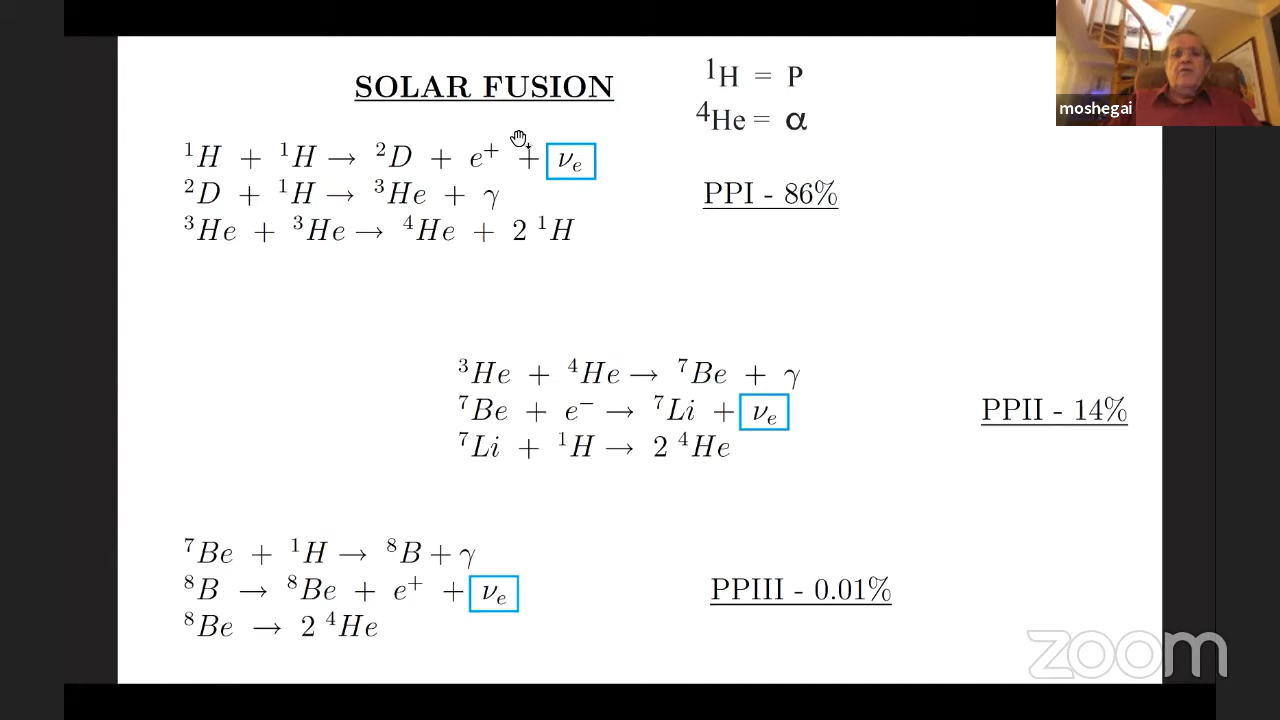 SOLAR FUSION
¹H = P
⁴He = α
moshegai
¹H + ¹H → ²D + e⁺ + νₑ
²D + ¹H → ³He + γ
PPI - 86%
³He + ³He → ⁴He + 2 ¹H
³He + ⁴He → ⁷Be + γ
⁷Be + e⁻ → ⁷Li + νₑ
PPII - 14%
⁷Li + ¹H → 2 ⁴He
⁷Be + ¹H → ⁸B + γ
⁸B → ⁸Be + e⁺ + νₑ
PPIII - 0.01%
⁸Be → 2 ⁴He
zoom